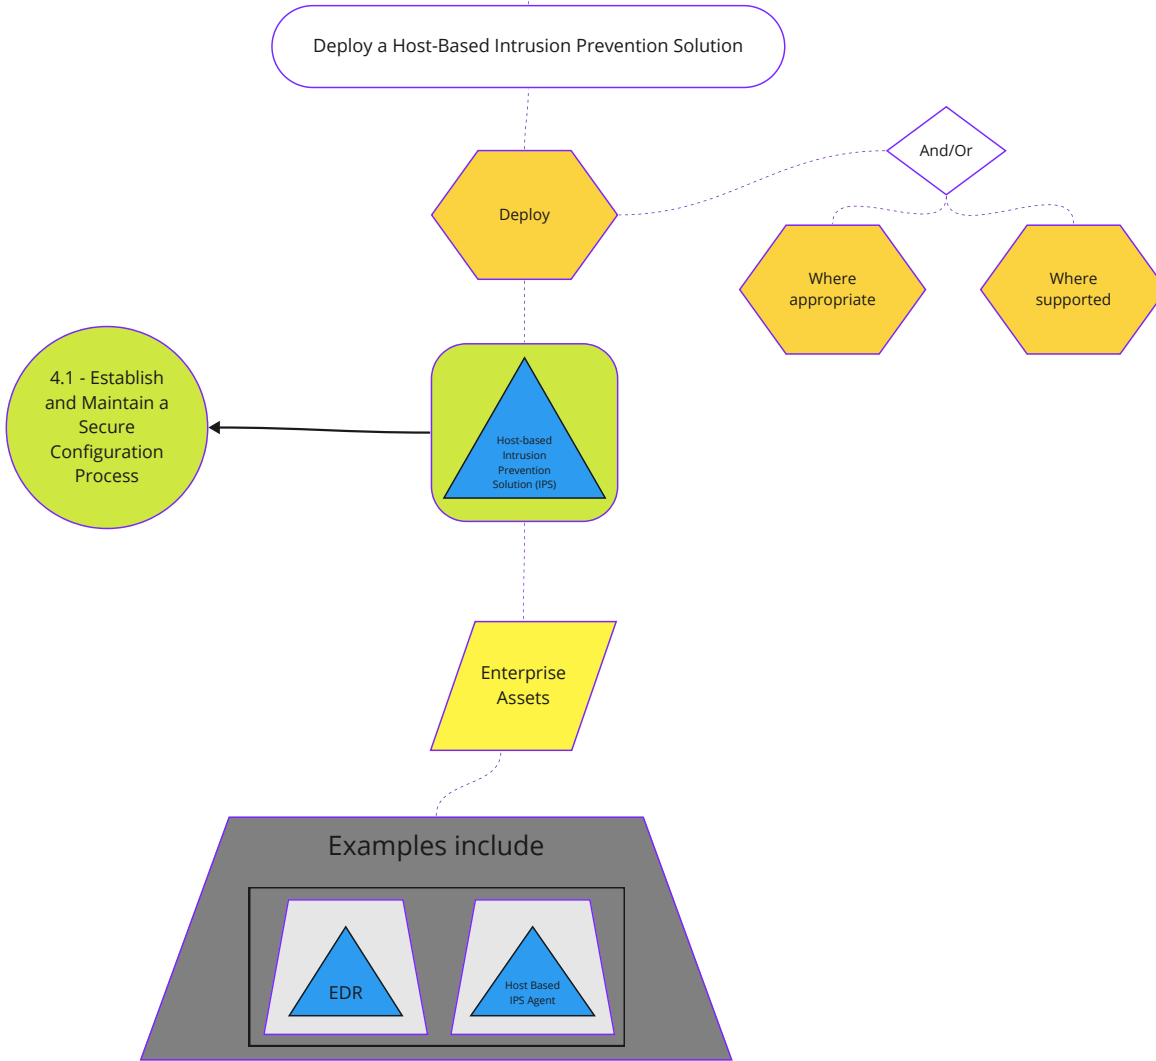 Deploy a Host-Based Intrusion Prevention Solution
And/Or
Deploy
Where
appropriate
Where
supported
4.1 - Establish
and Maintain a
Secure
Configuration
Process
Host-based
Intrusion
Prevention
Solution (IPS)
Enterprise
Assets
Examples include
EDR
Host Based
IPS Agent